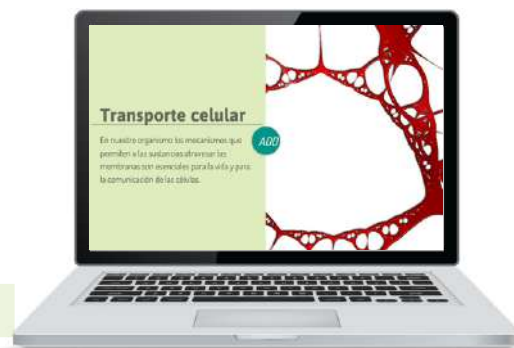 Transporte celular
En nuestro organismo los mecanismos que
permiten a las sustancias atravesar las
membranas son esenciales para la vida y para
la comunicación de las células.
ADD